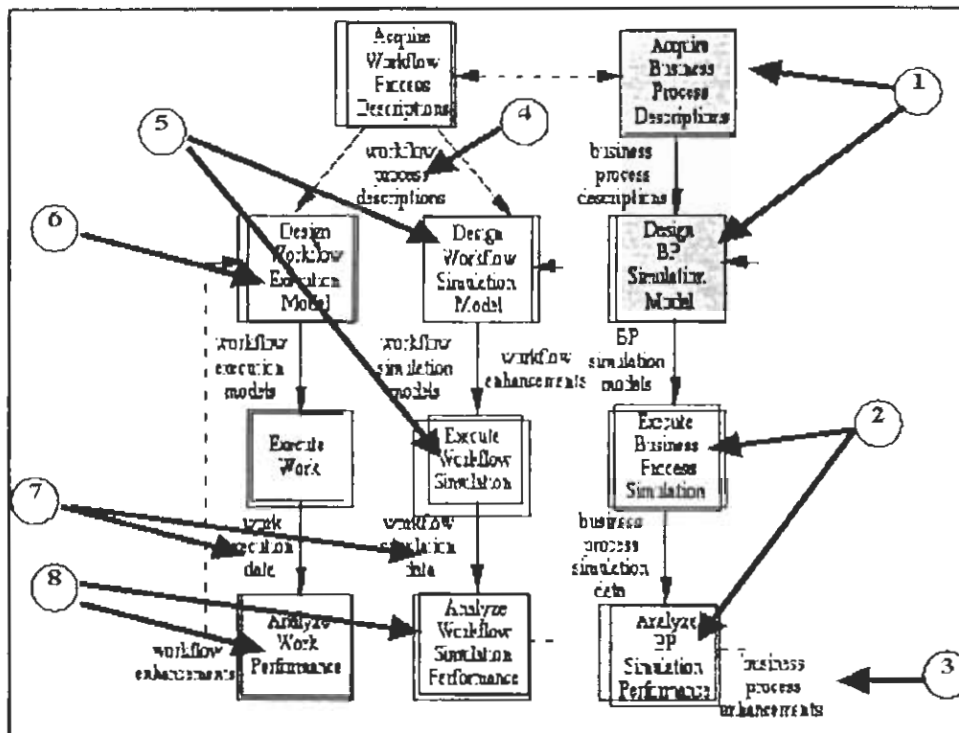 Acquire
Workflow
Process
Descriptions
Acquire
Business
Process
Descriptions
1
5
4
workflow
process
descriptions
business
process
descriptions
6
Design
Workflow
Execution
Model
Design
Workflow
Simulation
Model
Design
BP
Simulation
Model
workflow
execution
models
workflow
simulation
models
workflow
enhancements
BP
simulation
models
2
Execute
Work
Execute
Workflow
Simulation
Execute
Business
Process
Simulation
7
work
execution
data
workflow
simulation
data
business
process
simulation
data
8
Analyze
Work
Performance
Analyze
Workflow
Simulation
Performance
Analyze
BP
Simulation
Performance
workflow
enhancements
business
process
enhancements
3